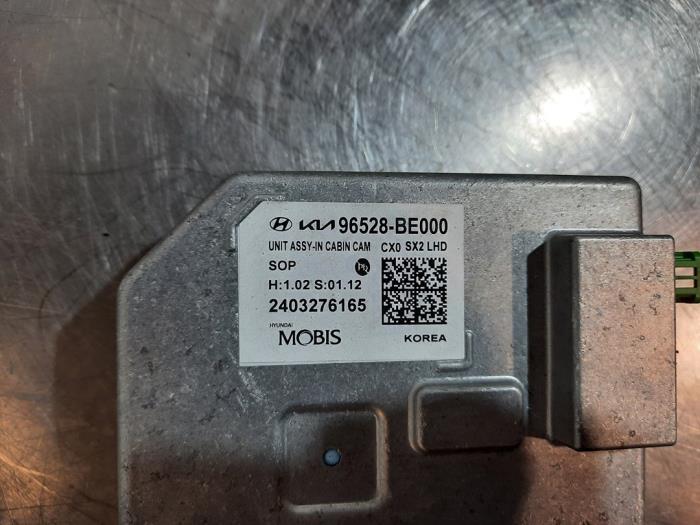 KIA 96528-BE000
UNIT ASSY-IN CABIN CAM CX0 SX2 LHD
SOP
H:1.02 S:01.12
2403276165
HYUNDAI
MOBIS KOREA